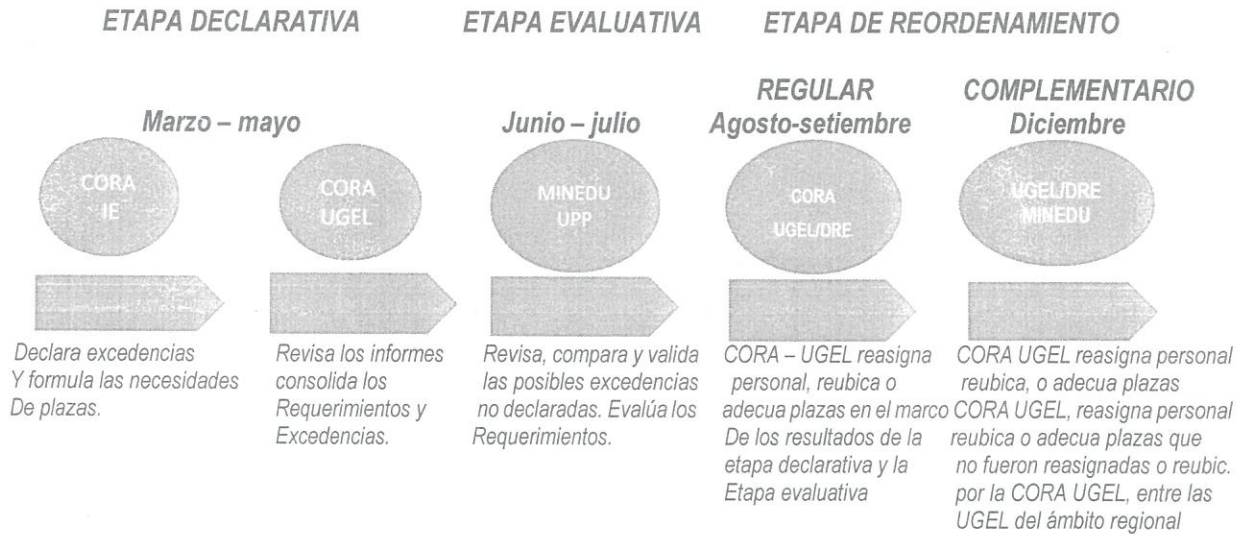 ETAPA DECLARATIVA
ETAPA EVALUATIVA
ETAPA DE REORDENAMIENTO
Marzo – mayo
Junio – julio
REGULAR
Agosto-setiembre
COMPLEMENTARIO
Diciembre
CORA
IE
CORA
UGEL
MINEDU
UPP
CORA
UGEL/DRE
UGEL/DRE
MINEDU
Declara excedencias
Y formula las necesidades
De plazas.
Revisa los informes
consolida los
Requerimientos y
Excedencias.
Revisa, compara y valida
las posibles excedencias
no declaradas. Evalúa los
Requerimientos.
CORA – UGEL reasigna
personal, reubica o
adecua plazas en el marco
De los resultados de la
etapa declarativa y la
Etapa evaluativa
CORA UGEL reasigna personal
reubica, o adecua plazas
CORA UGEL, reasigna personal
reubica o adecua plazas que
no fueron reasignadas o reubic.
por la CORA UGEL, entre las
UGEL del ámbito regional